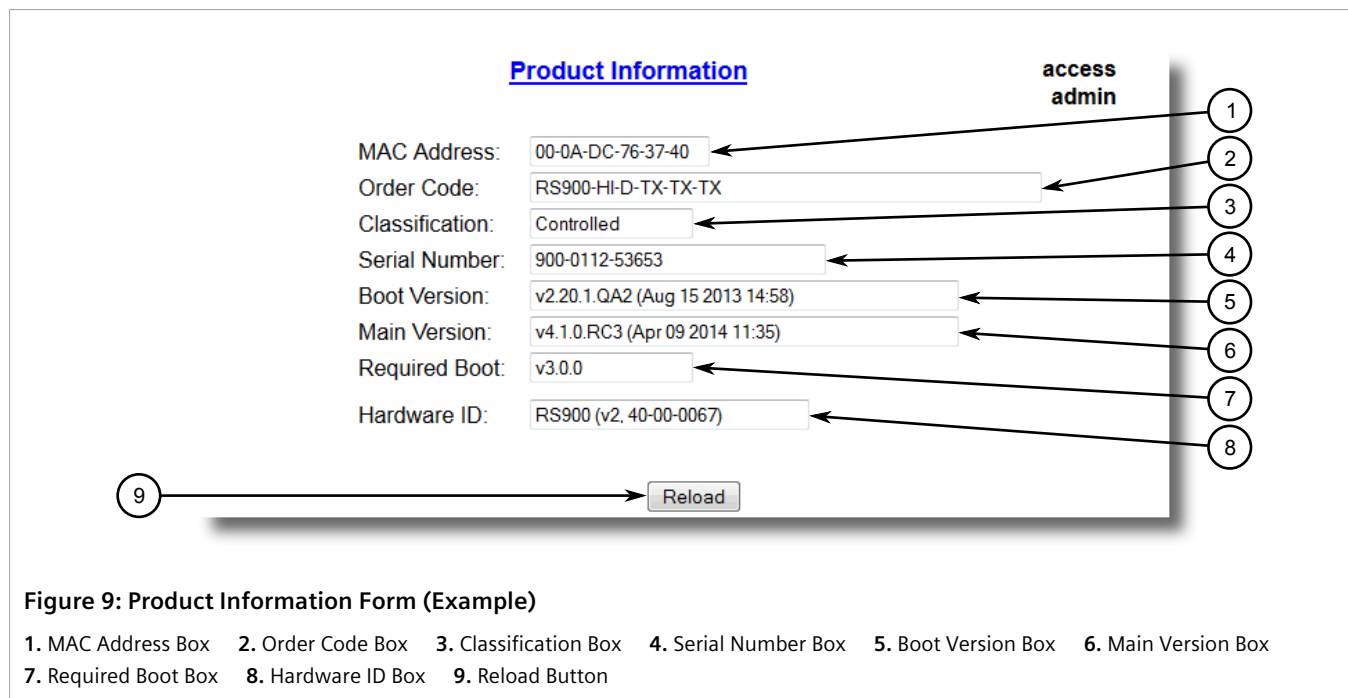 Product Information
access
admin
1
MAC Address: 00-0A-DC-76-37-40
2
Order Code: RS900-HI-D-TX-TX-TX
3
Classification: Controlled
4
Serial Number: 900-0112-53653
5
Boot Version: v2.20.1.QA2 (Aug 15 2013 14:58)
6
Main Version: v4.1.0.RC3 (Apr 09 2014 11:35)
7
Required Boot: v3.0.0
8
Hardware ID: RS900 (v2, 40-00-0067)
9
Reload
Figure 9: Product Information Form (Example)
1. MAC Address Box 2. Order Code Box 3. Classification Box 4. Serial Number Box 5. Boot Version Box 6. Main Version Box
7. Required Boot Box 8. Hardware ID Box 9. Reload Button